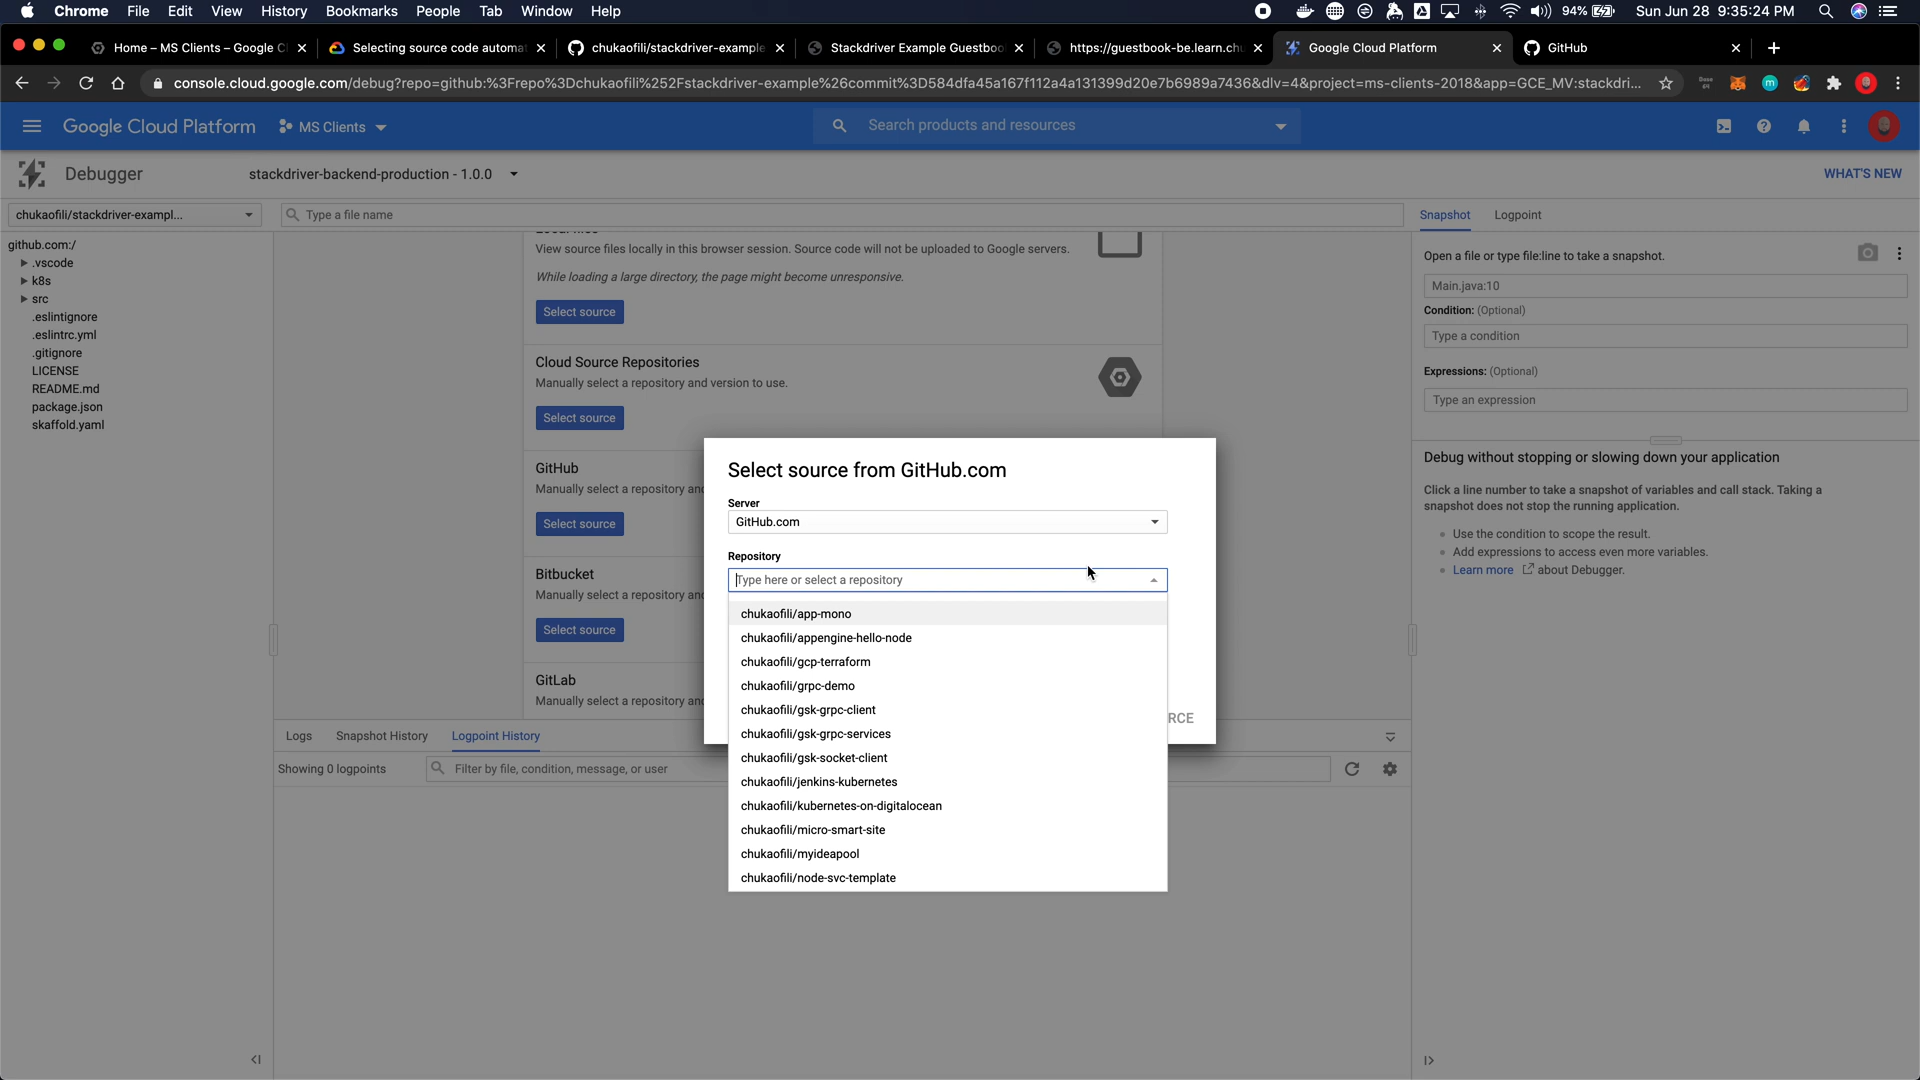 Chrome File Edit View History Bookmarks People Tab Window Help 94% Sun Jun 28 9:35:24 PM
Home – MS Clients – Google C
Selecting source code automa
chukaofili/stackdriver-example
Stackdriver Example Guestboo
https://guestbook-be.learn.ch
Google Cloud Platform
GitHub
console.cloud.google.com/debug?repo=github:%3Frepo%3Dchukaofili%252Fstackdriver-example%26commit%3D584dfa45a167f112a4a131399d20e7b6989a7436&dlv=4&project=ms-clients-2018&app=GCE_MV:stackdri...
Google Cloud Platform MS Clients Search products and resources
Debugger stackdriver-backend-production - 1.0.0 WHAT'S NEW
chukaofili/stackdriver-exampl... Type a file name Snapshot Logpoint
github.com:/
.vscode
k8s
src
.eslintignore
.eslintrc.yml
.gitignore
LICENSE
README.md
package.json
skaffold.yaml
View source files locally in this browser session. Source code will not be uploaded to Google servers.
While loading a large directory, the page might become unresponsive.
Select source
Cloud Source Repositories
Manually select a repository and version to use.
Select source
GitHub
Manually select a repository an
Select source
Bitbucket
Manually select a repository an
Select source
GitLab
Manually select a repository an
Select source from GitHub.com
Server
GitHub.com
Repository
Type here or select a repository
chukaofili/app-mono
chukaofili/appengine-hello-node
chukaofili/gcp-terraform
chukaofili/grpc-demo
chukaofili/gsk-grpc-client
chukaofili/gsk-grpc-services
chukaofili/gsk-socket-client
chukaofili/jenkins-kubernetes
chukaofili/kubernetes-on-digitalocean
chukaofili/micro-smart-site
chukaofili/myideapool
chukaofili/node-svc-template
RCE
Logs Snapshot History Logpoint History
Showing 0 logpoints Filter by file, condition, message, or user
Open a file or type file:line to take a snapshot.
Main.java:10
Condition: (Optional)
Type a condition
Expressions: (Optional)
Type an expression
Debug without stopping or slowing down your application
Click a line number to take a snapshot of variables and call stack. Taking a
snapshot does not stop the running application.
Use the condition to scope the result.
Add expressions to access even more variables.
Learn more about Debugger.